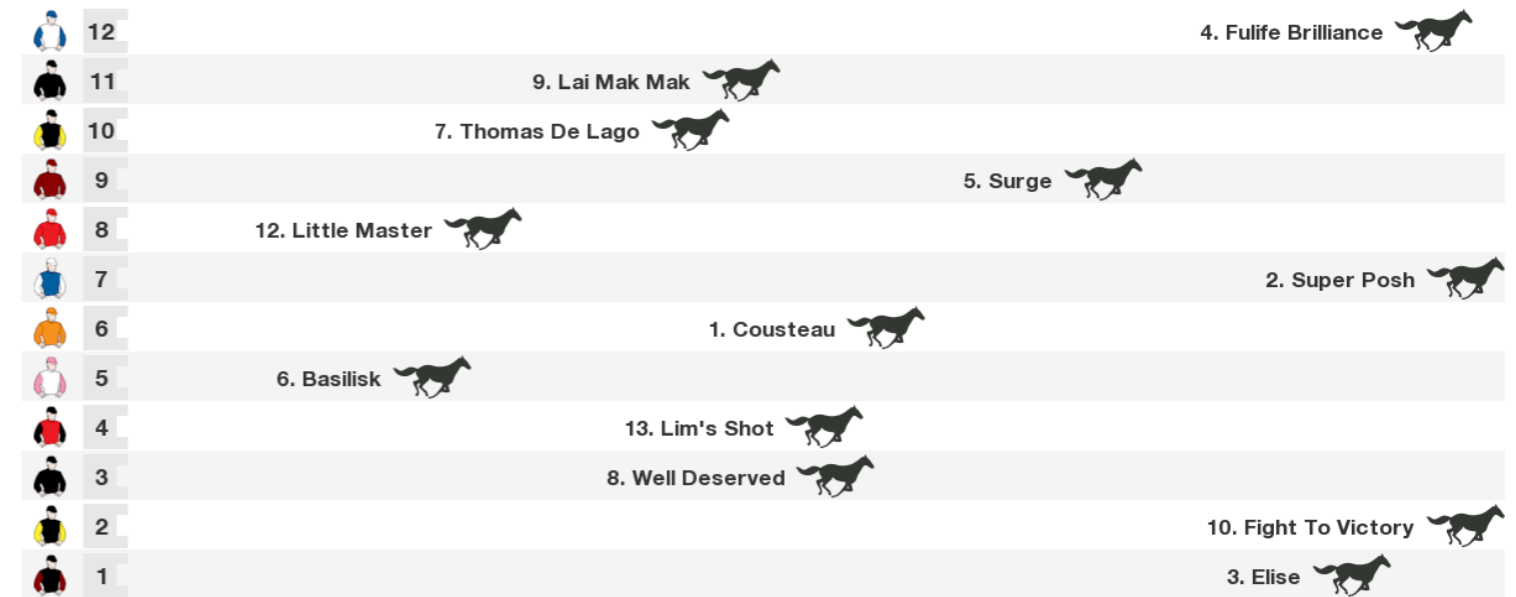 12 4. Fulife Brilliance
11 9. Lai Mak Mak
10 7. Thomas De Lago
9 5. Surge
8 12. Little Master
7 2. Super Posh
6 1. Cousteau
5 6. Basilisk
4 13. Lim's Shot
3 8. Well Deserved
2 10. Fight To Victory
1 3. Elise